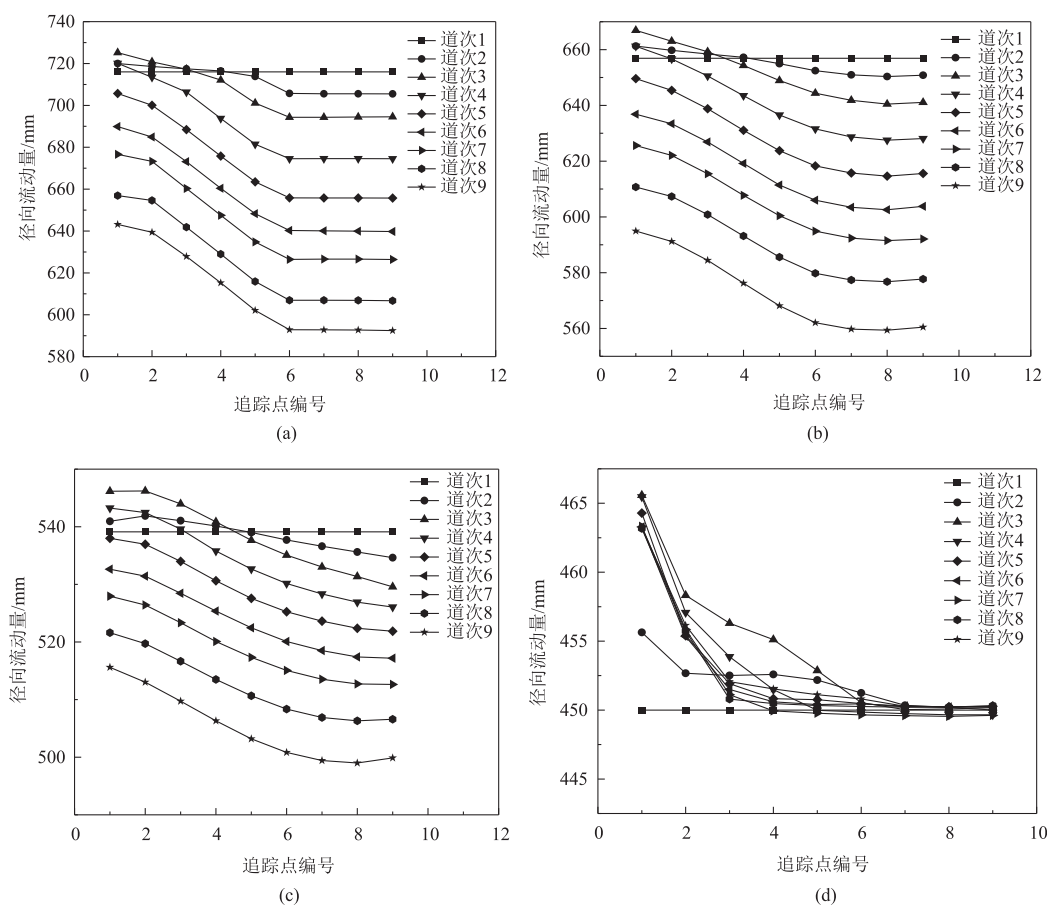 740
720
700
680
660
640
620
600
580
0
2
4
6
8
10
12
径向流动量/mm
追踪点编号
道次1
道次2
道次3
道次4
道次5
道次6
道次7
道次8
道次9
(a)
660
640
620
600
580
560
0
2
4
6
8
10
12
径向流动量/mm
追踪点编号
道次1
道次2
道次3
道次4
道次5
道次6
道次7
道次8
道次9
(b)
540
520
500
0
2
4
6
8
10
12
径向流动量/mm
追踪点编号
道次1
道次2
道次3
道次4
道次5
道次6
道次7
道次8
道次9
(c)
465
460
455
450
445
0
2
4
6
8
10
径向流动量/mm
追踪点编号
道次1
道次2
道次3
道次4
道次5
道次6
道次7
道次8
道次9
(d)